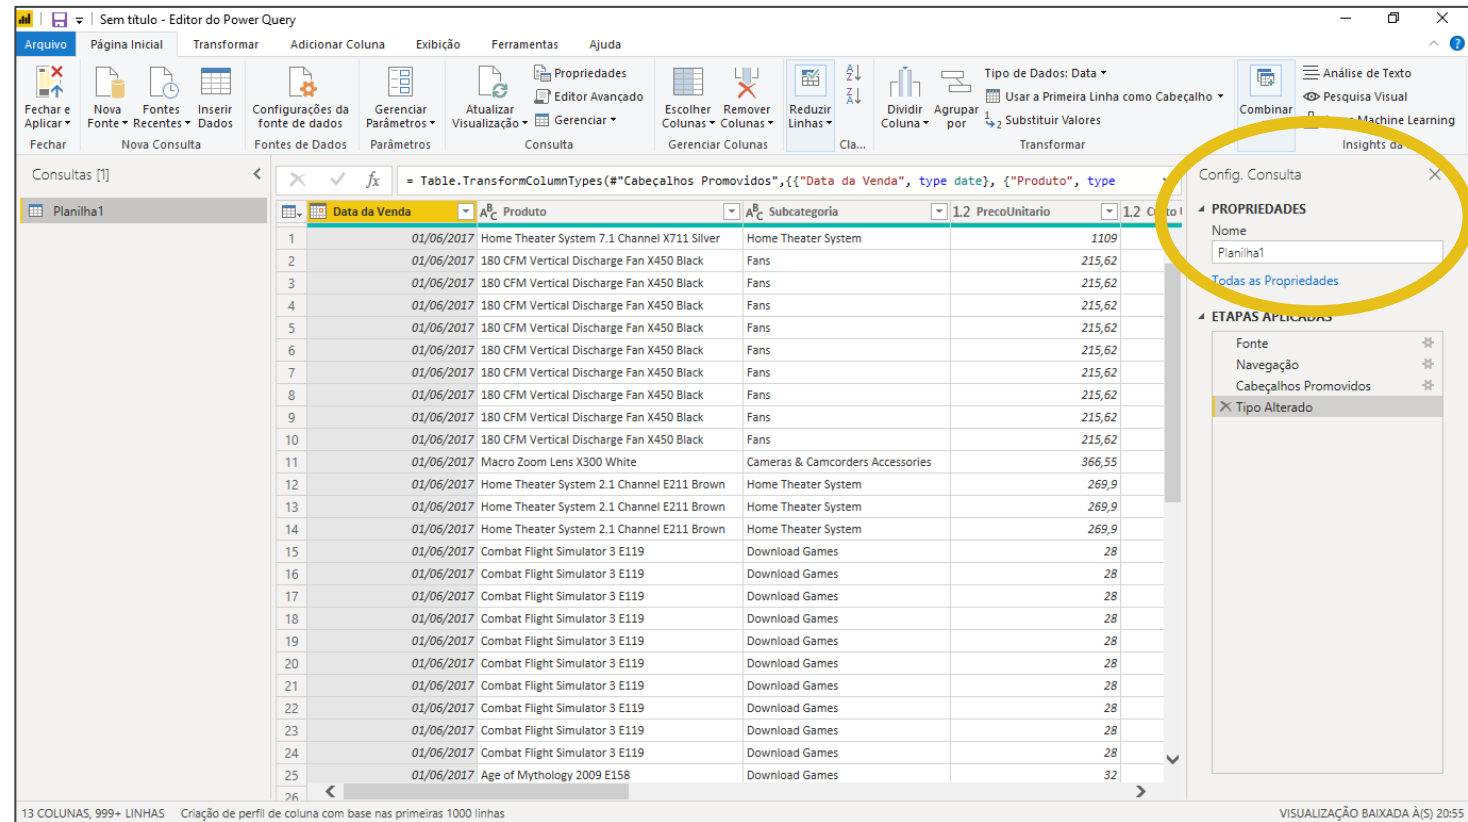 Sem título - Editor do Power Query
Arquivo Página Inicial Transformar Adicionar Coluna Exibição Ferramentas Ajuda
Fechar e Aplicar
Nova Fonte
Fontes Recentes
Inserir Dados
Configurações da fonte de dados
Gerenciar Parâmetros
Atualizar Visualização
Propriedades
Editor Avançado
Gerenciar
Escolher Colunas
Remover Colunas
Reduzir Linhas
Dividir Coluna
Agrupar por
Tipo de Dados: Data
Usar a Primeira Linha como Cabeçalho
Substituir Valores
Combinar
Análise de Texto
Pesquisa Visual
Machine Learning
Fechar Nova Consulta Fontes de Dados Parâmetros Consulta Gerenciar Colunas Cla... Transformar Insights da
Consultas [1]
Planilha1
fx = Table.TransformColumnTypes(#"Cabeçalhos Promovidos",{{"Data da Venda", type date}, {"Produto", type
Data da Venda ABC Produto ABC Subcategoria 1.2 PrecoUnitario 1.2
1 01/06/2017 Home Theater System 7.1 Channel X711 Silver Home Theater System 1109
2 01/06/2017 180 CFM Vertical Discharge Fan X450 Black Fans 215,62
3 01/06/2017 180 CFM Vertical Discharge Fan X450 Black Fans 215,62
4 01/06/2017 180 CFM Vertical Discharge Fan X450 Black Fans 215,62
5 01/06/2017 180 CFM Vertical Discharge Fan X450 Black Fans 215,62
6 01/06/2017 180 CFM Vertical Discharge Fan X450 Black Fans 215,62
7 01/06/2017 180 CFM Vertical Discharge Fan X450 Black Fans 215,62
8 01/06/2017 180 CFM Vertical Discharge Fan X450 Black Fans 215,62
9 01/06/2017 180 CFM Vertical Discharge Fan X450 Black Fans 215,62
10 01/06/2017 180 CFM Vertical Discharge Fan X450 Black Fans 215,62
11 01/06/2017 Macro Zoom Lens X300 White Cameras & Camcorders Accessories 366,55
12 01/06/2017 Home Theater System 2.1 Channel E211 Brown Home Theater System 269,9
13 01/06/2017 Home Theater System 2.1 Channel E211 Brown Home Theater System 269,9
14 01/06/2017 Home Theater System 2.1 Channel E211 Brown Home Theater System 269,9
15 01/06/2017 Combat Flight Simulator 3 E119 Download Games 28
16 01/06/2017 Combat Flight Simulator 3 E119 Download Games 28
17 01/06/2017 Combat Flight Simulator 3 E119 Download Games 28
18 01/06/2017 Combat Flight Simulator 3 E119 Download Games 28
19 01/06/2017 Combat Flight Simulator 3 E119 Download Games 28
20 01/06/2017 Combat Flight Simulator 3 E119 Download Games 28
21 01/06/2017 Combat Flight Simulator 3 E119 Download Games 28
22 01/06/2017 Combat Flight Simulator 3 E119 Download Games 28
23 01/06/2017 Combat Flight Simulator 3 E119 Download Games 28
24 01/06/2017 Combat Flight Simulator 3 E119 Download Games 28
25 01/06/2017 Age of Mythology 2009 E158 Download Games 32
26
Config. Consulta
PROPRIEDADES
Nome
Planilha1
Todas as Propriedades
ETAPAS APLICADAS
Fonte
Navegação
Cabeçalhos Promovidos
Tipo Alterado
13 COLUNAS, 999+ LINHAS Criação de perfil de coluna com base nas primeiras 1000 linhas VISUALIZAÇÃO BAIXADA À(S) 20:55